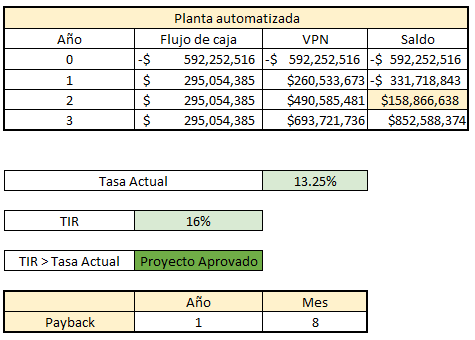 Planta automatizada
Año Flujo de caja VPN Saldo
0 -$ 592,252,516 -$ 592,252,516 -$ 592,252,516
1 $ 295,054,385 $260,533,673 -$ 331,718,843
2 $ 295,054,385 $490,585,481 $158,866,638
3 $ 295,054,385 $693,721,736 $852,588,374
Tasa Actual 13.25%
TIR 16%
TIR > Tasa Actual Proyecto Aprovado
Año Mes
Payback 1 8